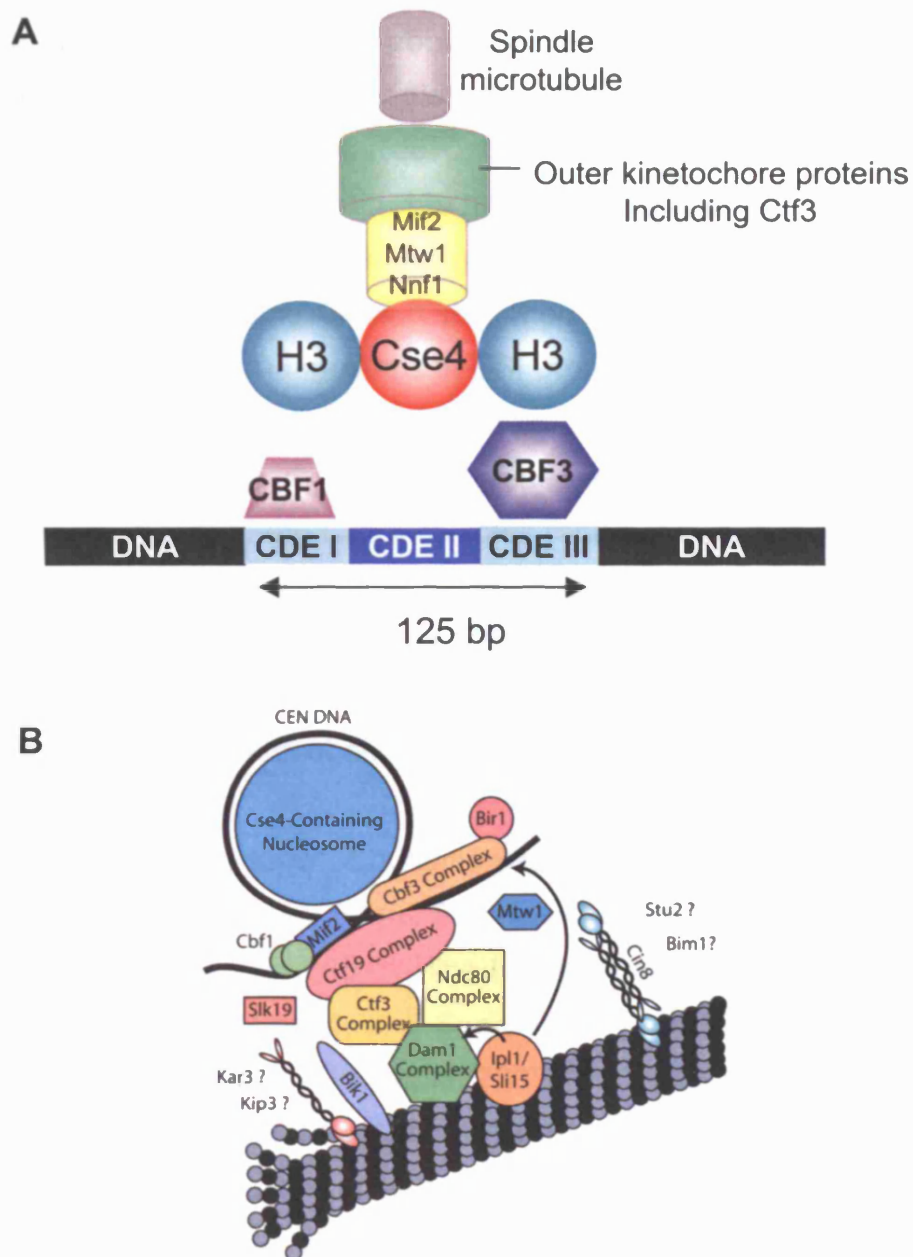 A
Spindle
microtubule
Outer kinetochore proteins
Including Ctf3
Mif2
Mtw1
Nnf1
H3
Cse4
H3
CBF1
CBF3
DNA
CDE I
CDE II
CDE III
DNA
125 bp
B
CEN DNA
Cse4-Containing
Nucleosome
Bir1
Cbf3 Complex
Mtw1
Stu2 ?
Bim1?
Cin8
Cbf1
Mif2
Ctf19 Complex
Ndc80
Complex
Slk19
Ctf3
Complex
Dam1
Complex
Ipl1/
Sli15
Kar3 ?
Kip3 ?
Bik1